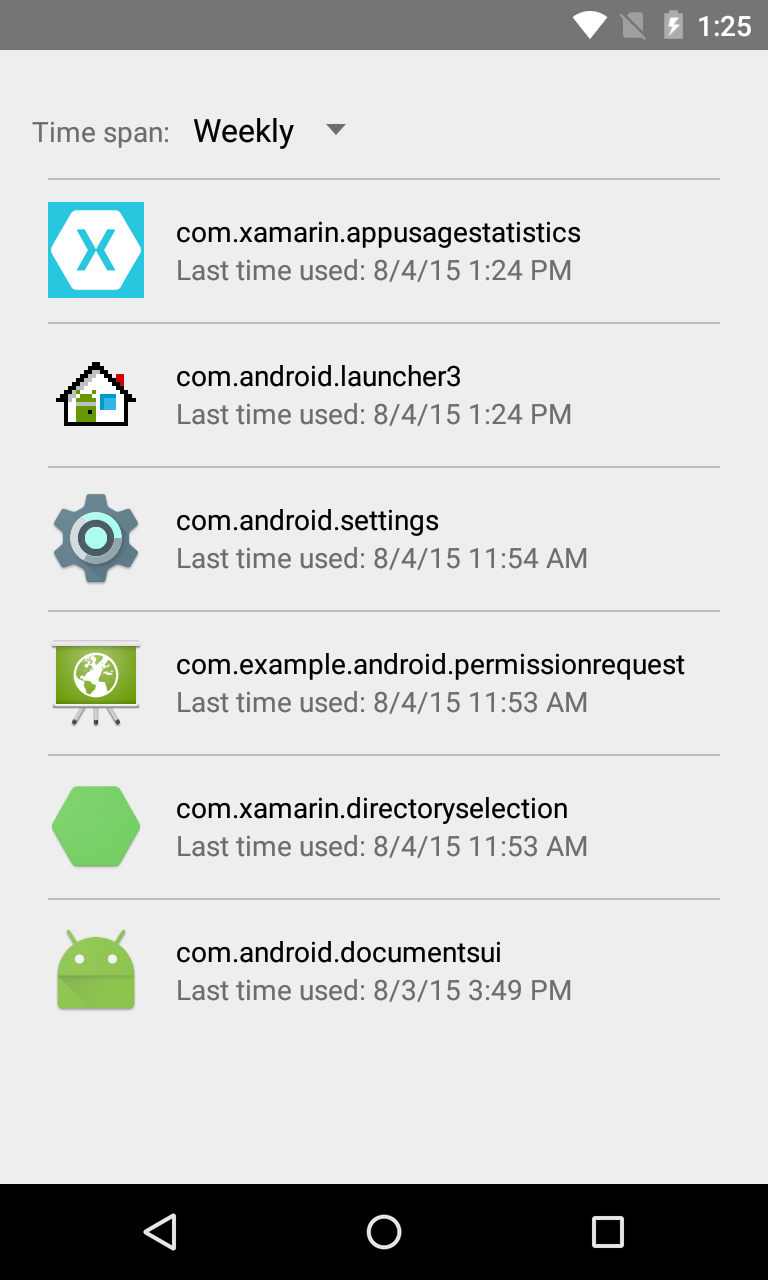 1:25
Time span: Weekly
com.xamarin.appusagestatistics
Last time used: 8/4/15 1:24 PM
com.android.launcher3
Last time used: 8/4/15 1:24 PM
com.android.settings
Last time used: 8/4/15 11:54 AM
com.example.android.permissionrequest
Last time used: 8/4/15 11:53 AM
com.xamarin.directoryselection
Last time used: 8/4/15 11:53 AM
com.android.documentsui
Last time used: 8/3/15 3:49 PM